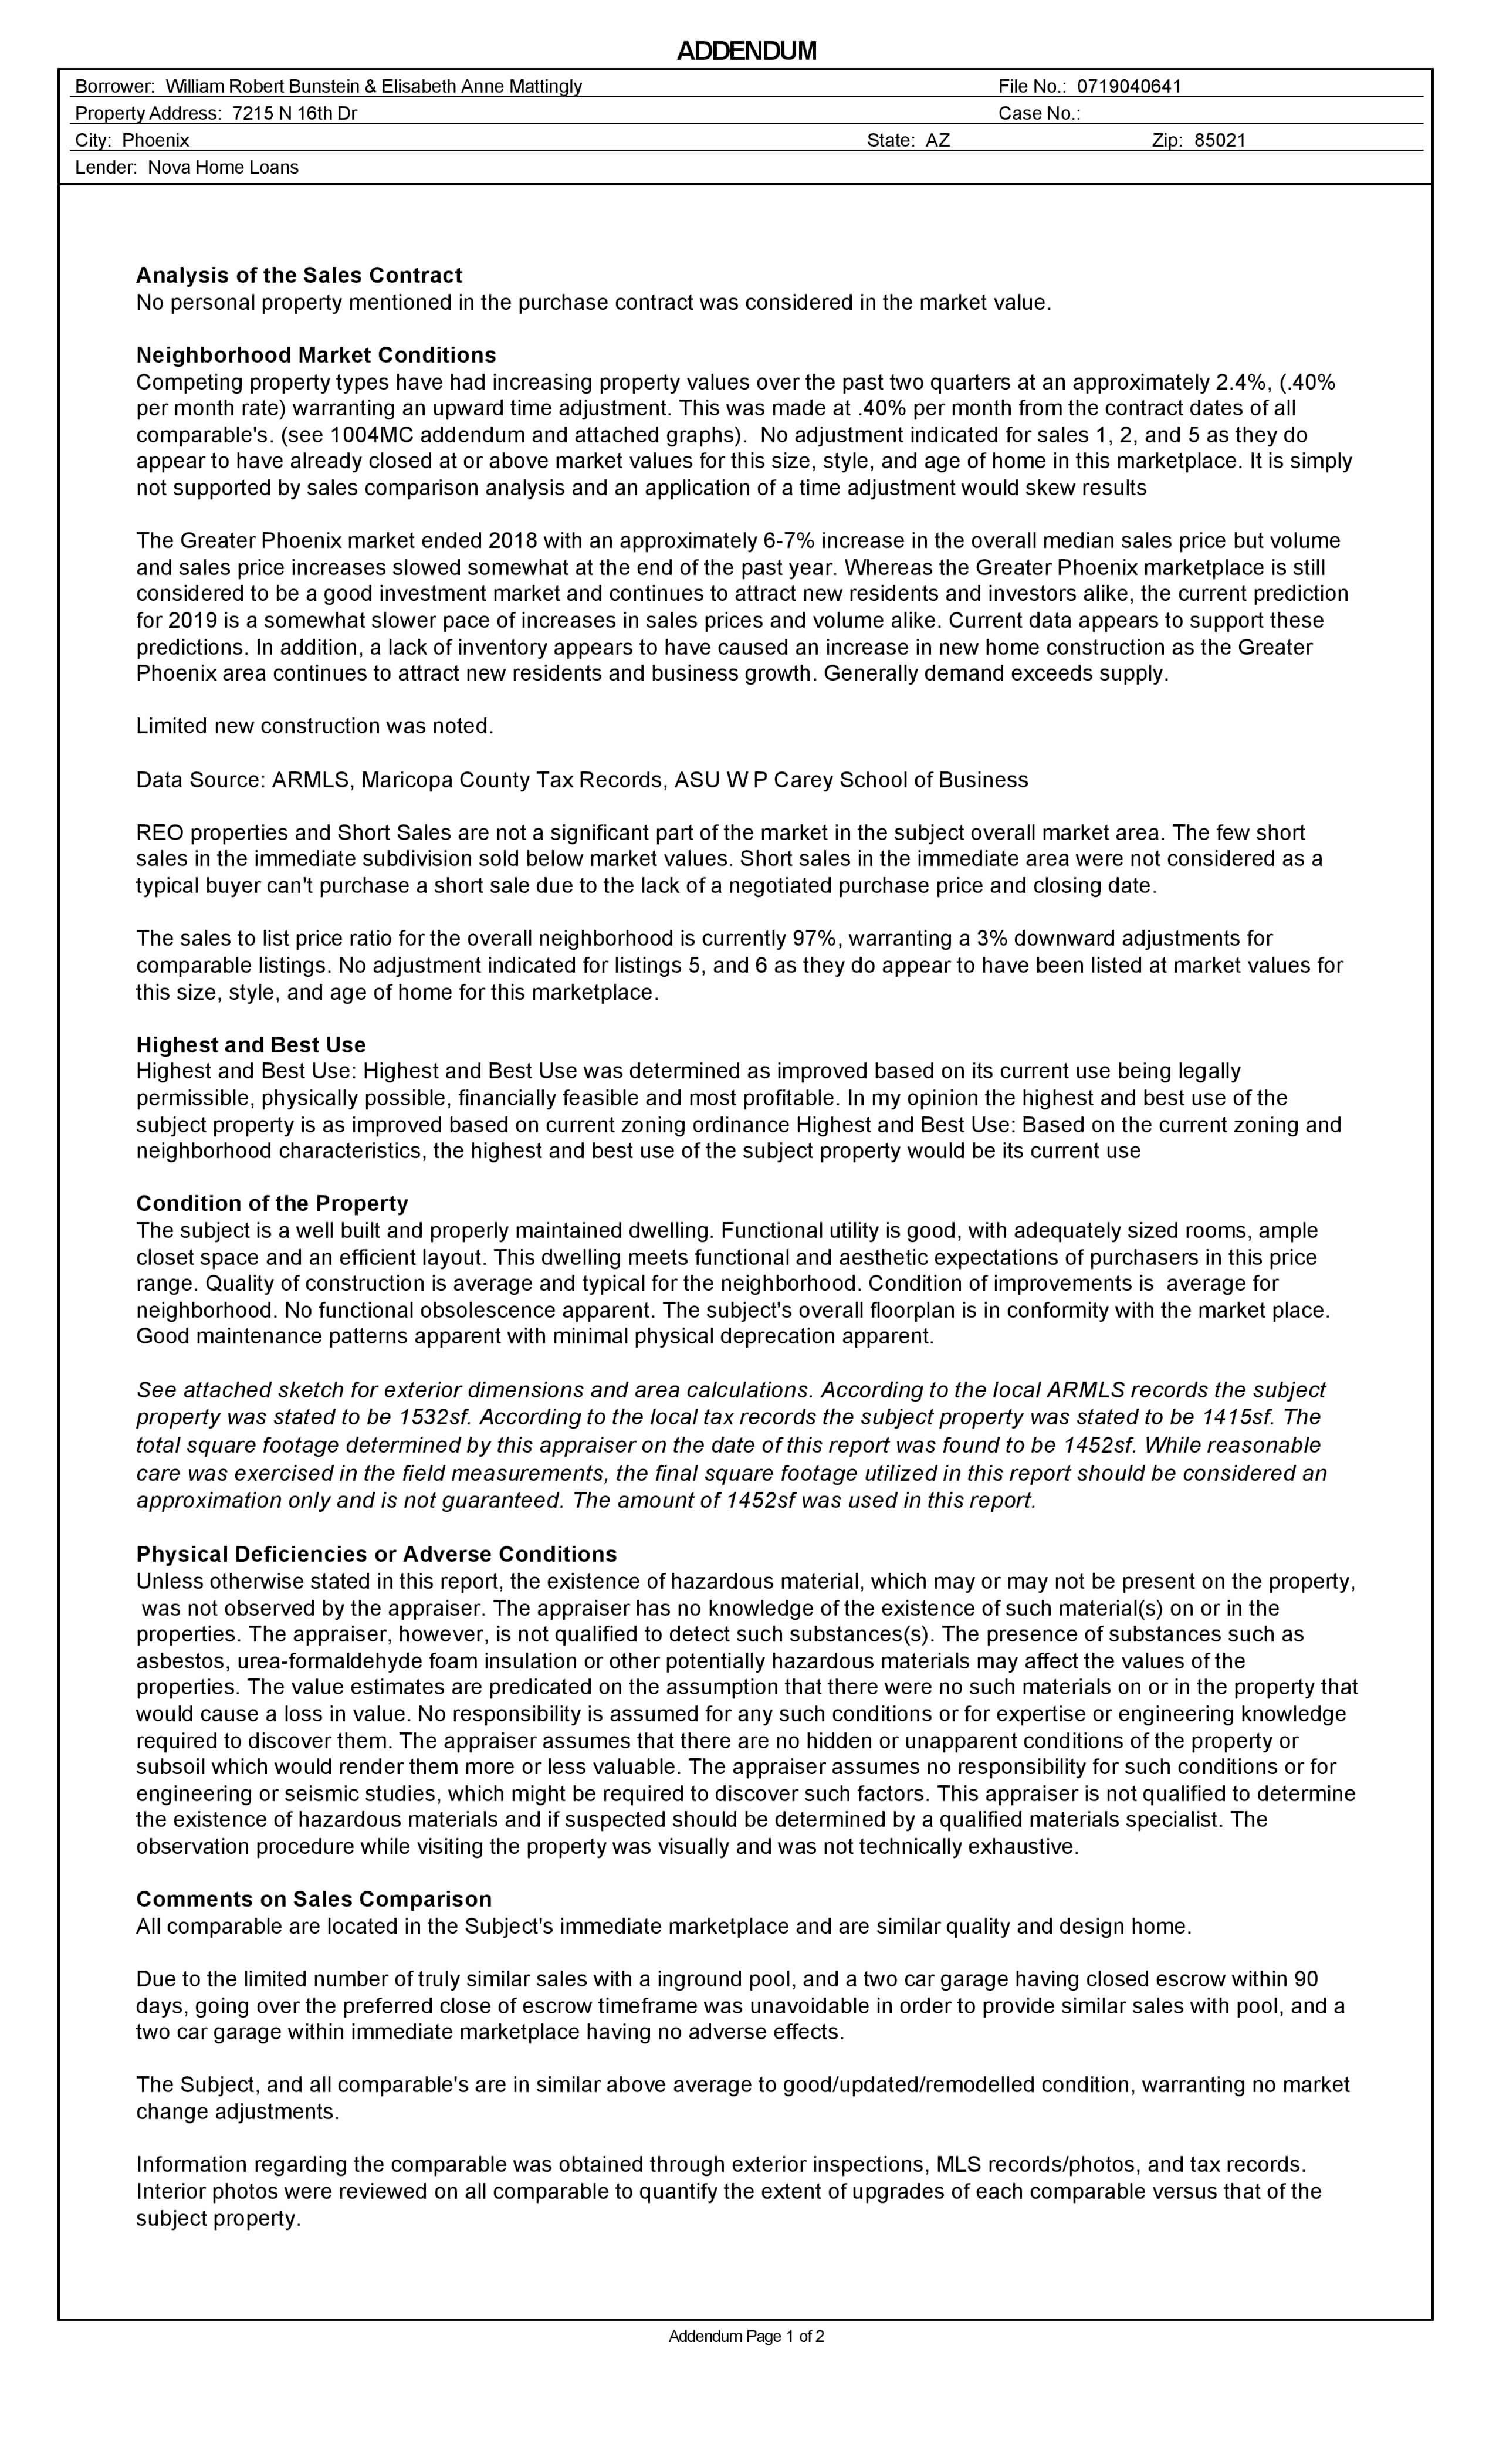 ADDENDUM
Borrower: William Robert Bunstein & Elisabeth Anne Mattingly File No.: 0719040641
Property Address: 7215 N 16th Dr Case No.:
City: Phoenix State: AZ Zip: 85021
Lender: Nova Home Loans
Analysis of the Sales Contract
No personal property mentioned in the purchase contract was considered in the market value.
Neighborhood Market Conditions
Competing property types have had increasing property values over the past two quarters at an approximately 2.4%, (.40%
per month rate) warranting an upward time adjustment. This was made at .40% per month from the contract dates of all
comparable's. (see 1004MC addendum and attached graphs). No adjustment indicated for sales 1, 2, and 5 as they do
appear to have already closed at or above market values for this size, style, and age of home in this marketplace. It is simply
not supported by sales comparison analysis and an application of a time adjustment would skew results
The Greater Phoenix market ended 2018 with an approximately 6-7% increase in the overall median sales price but volume
and sales price increases slowed somewhat at the end of the past year. Whereas the Greater Phoenix marketplace is still
considered to be a good investment market and continues to attract new residents and investors alike, the current prediction
for 2019 is a somewhat slower pace of increases in sales prices and volume alike. Current data appears to support these
predictions. In addition, a lack of inventory appears to have caused an increase in new home construction as the Greater
Phoenix area continues to attract new residents and business growth. Generally demand exceeds supply.
Limited new construction was noted.
Data Source: ARMLS, Maricopa County Tax Records, ASU W P Carey School of Business
REO properties and Short Sales are not a significant part of the market in the subject overall market area. The few short
sales in the immediate subdivision sold below market values. Short sales in the immediate area were not considered as a
typical buyer can't purchase a short sale due to the lack of a negotiated purchase price and closing date.
The sales to list price ratio for the overall neighborhood is currently 97%, warranting a 3% downward adjustments for
comparable listings. No adjustment indicated for listings 5, and 6 as they do appear to have been listed at market values for
this size, style, and age of home for this marketplace.
Highest and Best Use
Highest and Best Use: Highest and Best Use was determined as improved based on its current use being legally
permissible, physically possible, financially feasible and most profitable. In my opinion the highest and best use of the
subject property is as improved based on current zoning ordinance Highest and Best Use: Based on the current zoning and
neighborhood characteristics, the highest and best use of the subject property would be its current use
Condition of the Property
The subject is a well built and properly maintained dwelling. Functional utility is good, with adequately sized rooms, ample
closet space and an efficient layout. This dwelling meets functional and aesthetic expectations of purchasers in this price
range. Quality of construction is average and typical for the neighborhood. Condition of improvements is average for
neighborhood. No functional obsolescence apparent. The subject's overall floorplan is in conformity with the market place.
Good maintenance patterns apparent with minimal physical deprecation apparent.
See attached sketch for exterior dimensions and area calculations. According to the local ARMLS records the subject
property was stated to be 1532sf. According to the local tax records the subject property was stated to be 1415sf. The
total square footage determined by this appraiser on the date of this report was found to be 1452sf. While reasonable
care was exercised in the field measurements, the final square footage utilized in this report should be considered an
approximation only and is not guaranteed. The amount of 1452sf was used in this report.
Physical Deficiencies or Adverse Conditions
Unless otherwise stated in this report, the existence of hazardous material, which may or may not be present on the property,
was not observed by the appraiser. The appraiser has no knowledge of the existence of such material(s) on or in the
properties. The appraiser, however, is not qualified to detect such substances(s). The presence of substances such as
asbestos, urea-formaldehyde foam insulation or other potentially hazardous materials may affect the values of the
properties. The value estimates are predicated on the assumption that there were no such materials on or in the property that
would cause a loss in value. No responsibility is assumed for any such conditions or for expertise or engineering knowledge
required to discover them. The appraiser assumes that there are no hidden or unapparent conditions of the property or
subsoil which would render them more or less valuable. The appraiser assumes no responsibility for such conditions or for
engineering or seismic studies, which might be required to discover such factors. This appraiser is not qualified to determine
the existence of hazardous materials and if suspected should be determined by a qualified materials specialist. The
observation procedure while visiting the property was visually and was not technically exhaustive.
Comments on Sales Comparison
All comparable are located in the Subject's immediate marketplace and are similar quality and design home.
Due to the limited number of truly similar sales with a inground pool, and a two car garage having closed escrow within 90
days, going over the preferred close of escrow timeframe was unavoidable in order to provide similar sales with pool, and a
two car garage within immediate marketplace having no adverse effects.
The Subject, and all comparable's are in similar above average to good/updated/remodelled condition, warranting no market
change adjustments.
Information regarding the comparable was obtained through exterior inspections, MLS records/photos, and tax records.
Interior photos were reviewed on all comparable to quantify the extent of upgrades of each comparable versus that of the
subject property.
Addendum Page 1 of 2